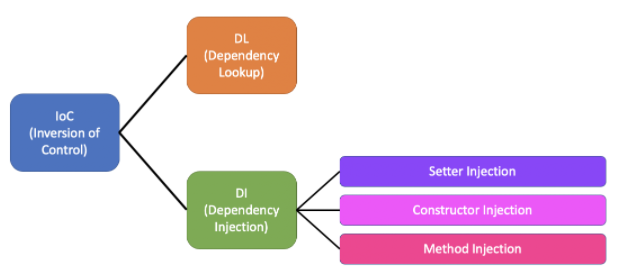 DL
(Dependency
Lookup)
IoC
(Inversion of
Control)
DI
(Dependency
Injection)
Setter Injection
Constructor Injection
Method Injection